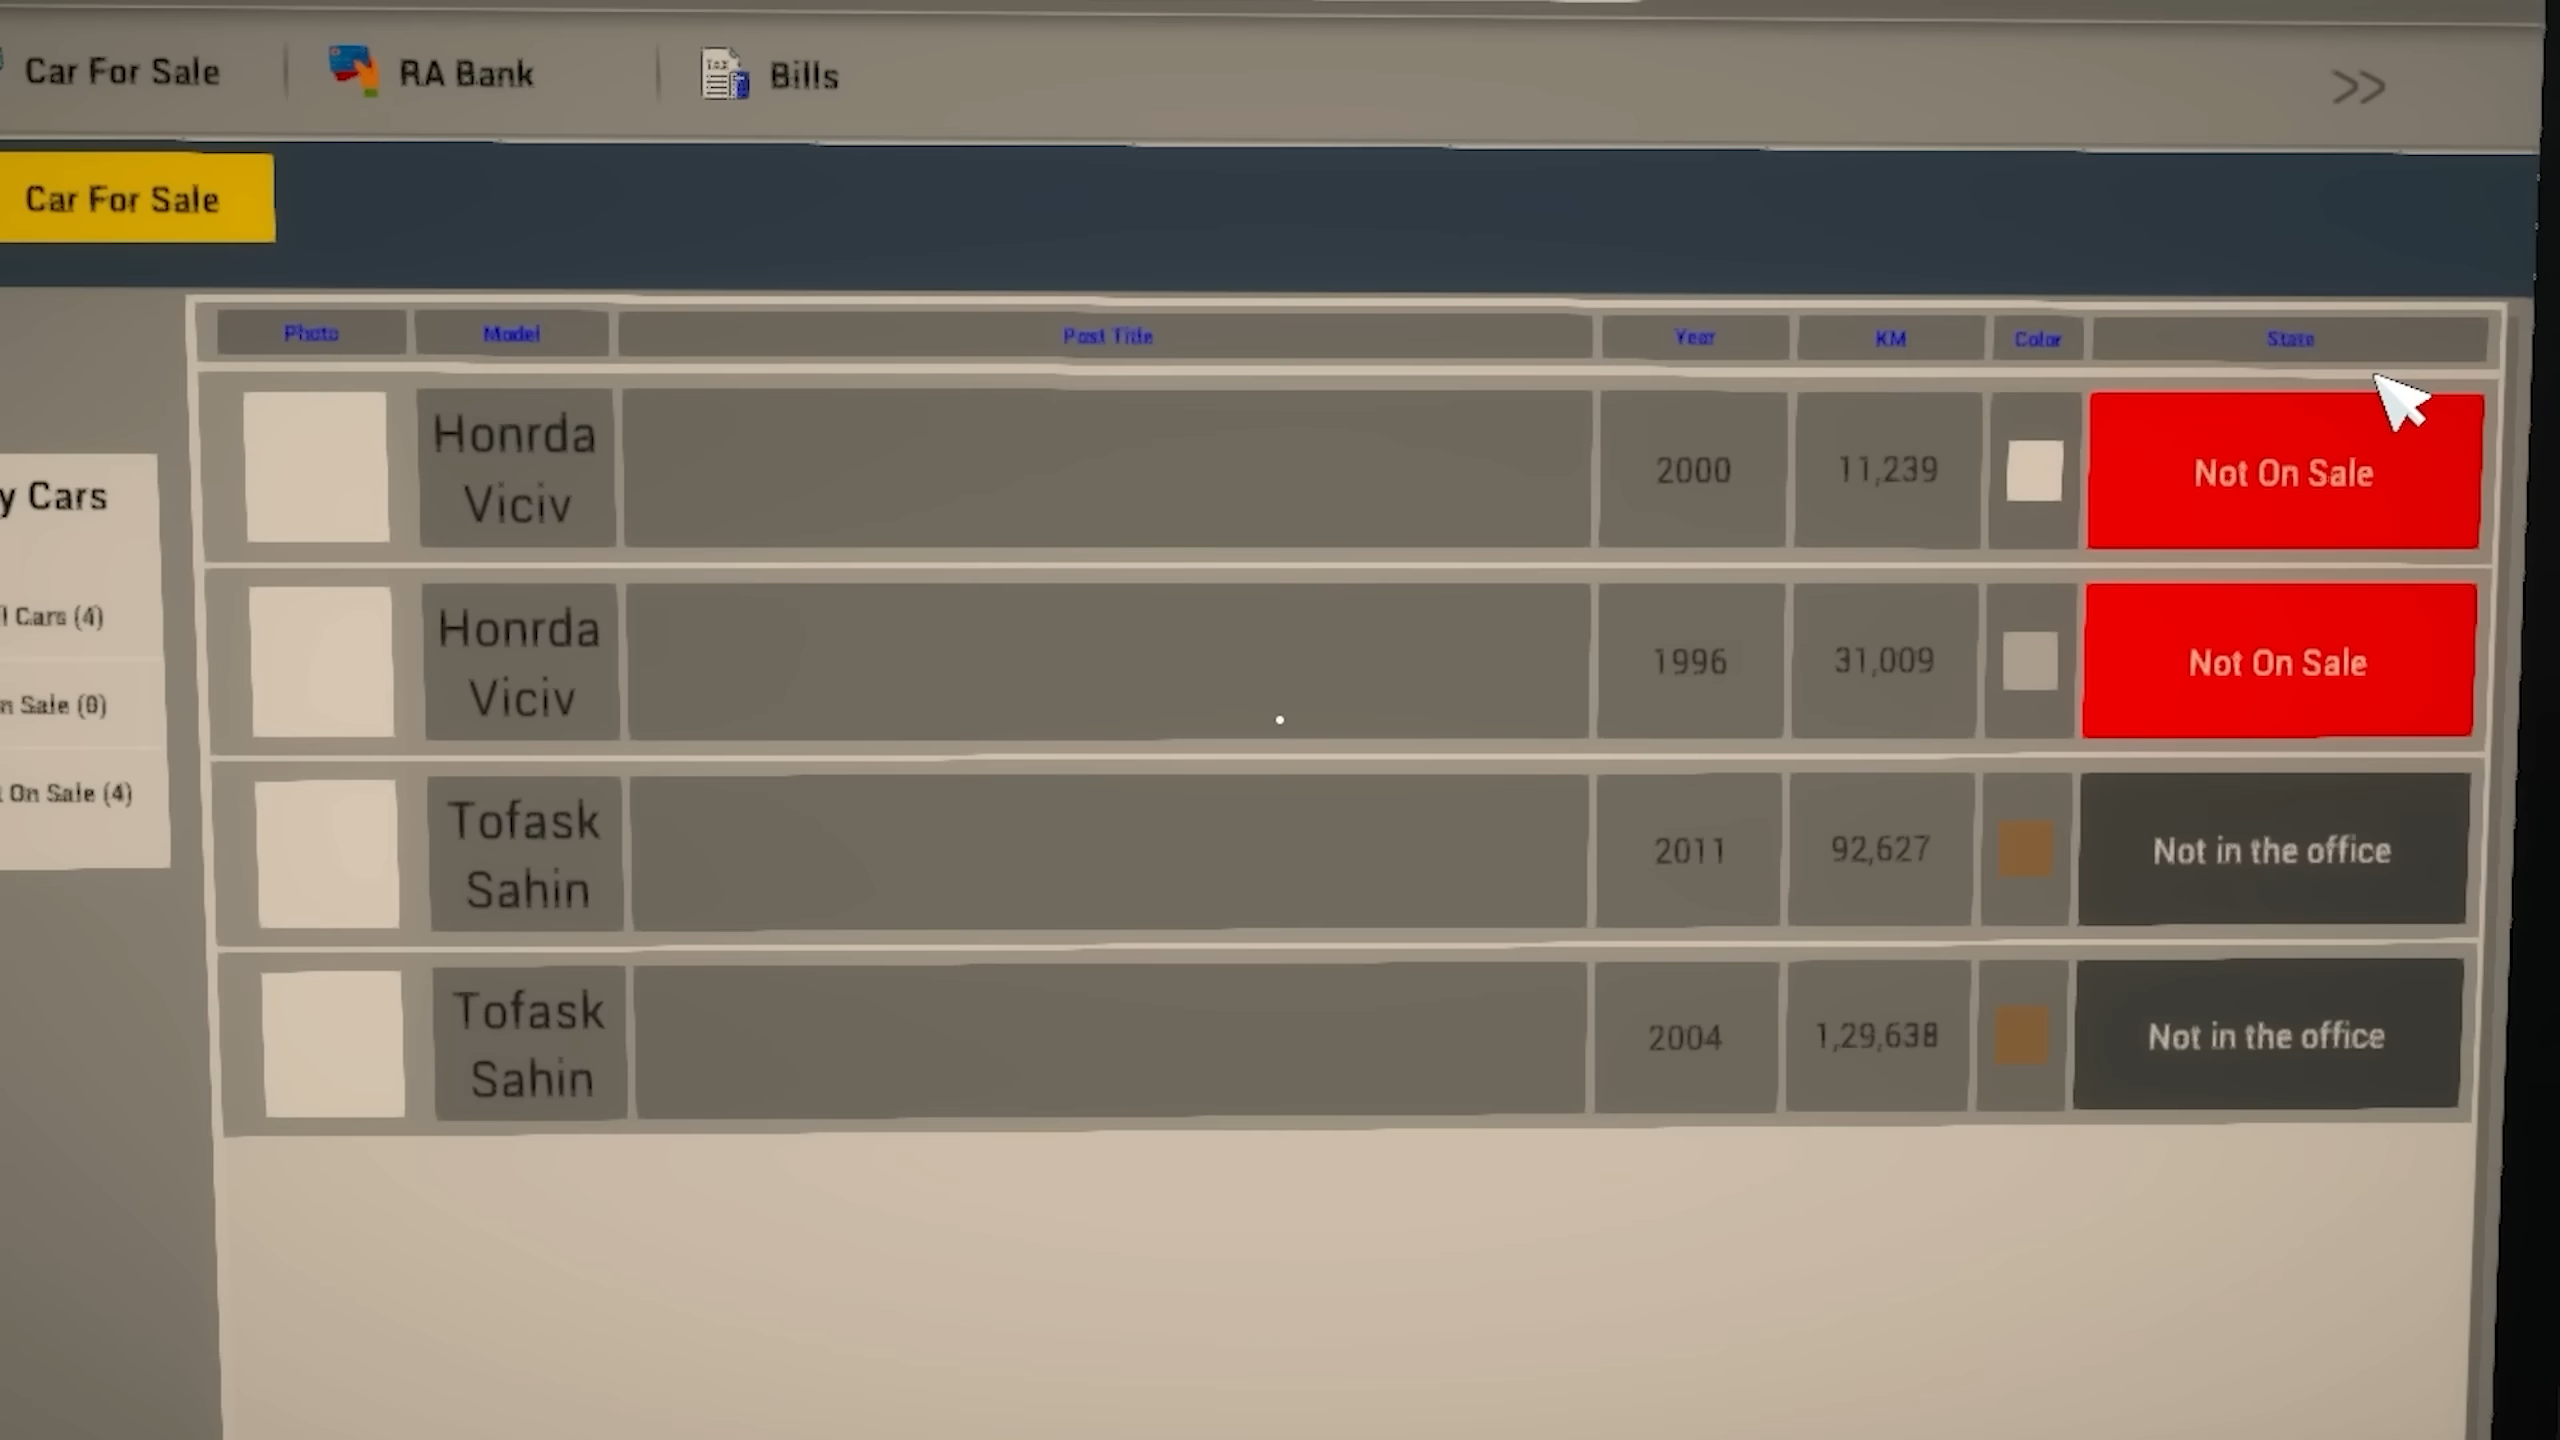 Car For Sale RA Bank Bills >>
Car For Sale
Photo Model Post Title Year KM Color State
Honrda
Viciv
2000 11,239 Not On Sale
Honrda
Viciv
1996 31,009 Not On Sale
Tofask
Sahin
2011 92,627 Not in the office
Tofask
Sahin
2004 1,29,638 Not in the office
y Cars
l Cars (4)
n Sale (0)
t On Sale (4)
TAX